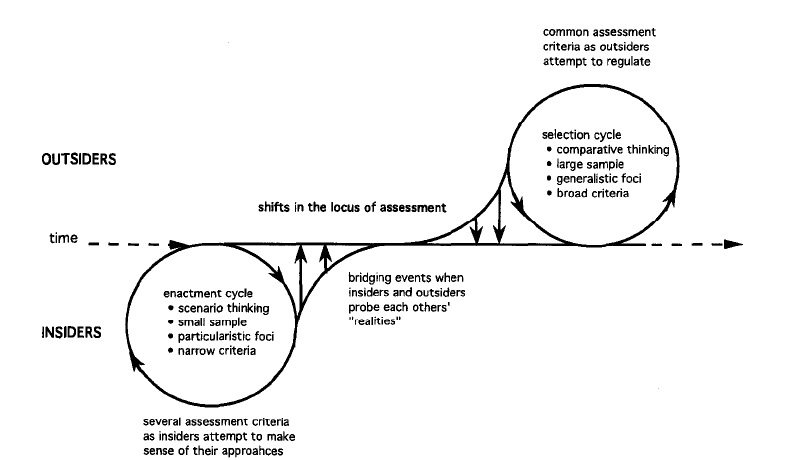 common assessment
criteria as outsiders
attempt to regulate
OUTSIDERS
selection cycle
• comparative thinking
• large sample
• generalistic foci
• broad criteria
shifts in the locus of assessment
time
enactment cycle
• scenario thinking
• small sample
• particularistic foci
• narrow criteria
bridging events when
insiders and outsiders
probe each others'
"realities"
INSIDERS
several assessment criteria
as insiders attempt to make
sense of their approahces